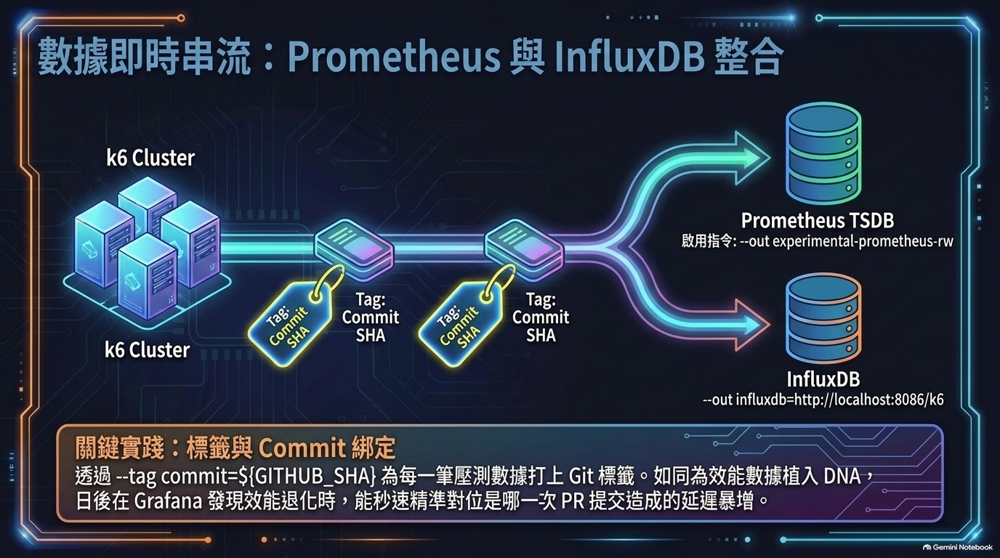 數據即時串流：Prometheus 與 InfluxDB 整合
k6 Cluster
k6 Cluster
Tag:
Commit
SHA
Tag:
Commit
SHA
Tag:
Commit
SHA
Tag:
Commit
SHA
Prometheus TSDB
啟用指令: --out experimental-prometheus-rw
InfluxDB
--out influxdb=http://localhost:8086/k6
關鍵實踐：標籤與 Commit 綁定
透過 --tag commit=${GITHUB_SHA} 為每一筆壓測數據打上 Git 標籤。如同為效能數據植入 DNA，
日後在 Grafana 發現效能退化時，能秒速精準對位是哪一次 PR 提交造成的延遲暴增。
Gemini Notebook